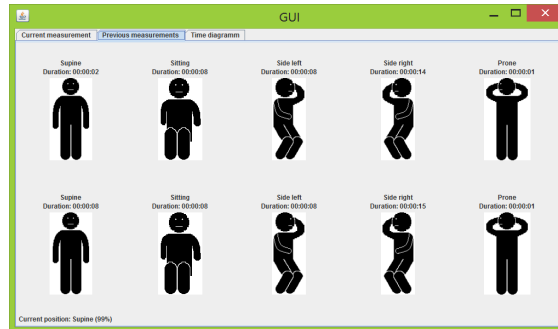 GUI
Current measurement Previous measurements Time diagramm
Supine Sitting Side left Side right Prone
Duration: 00:00:02 Duration: 00:00:08 Duration: 00:00:08 Duration: 00:00:14 Duration: 00:00:01
Supine Sitting Side left Side right Prone
Duration: 00:00:08 Duration: 00:00:08 Duration: 00:00:08 Duration: 00:00:15 Duration: 00:00:01
Current position: Supine (99%)